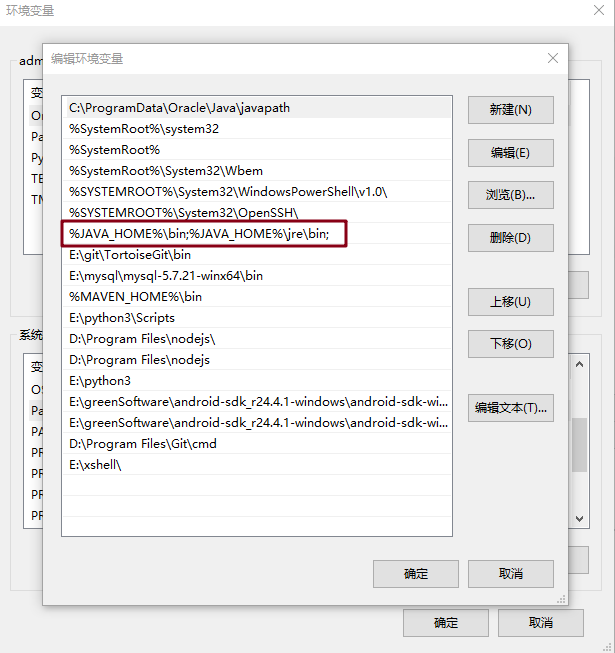 环境变量
编辑环境变量
adm
变
Or
Pa
Py
TE
TM
系统
变
OS
Pa
PA
PR
PR
PR
PR
C:\ProgramData\Oracle\Java\javapath
%SystemRoot%\system32
%SystemRoot%
%SystemRoot%\System32\Wbem
%SYSTEMROOT%\System32\WindowsPowerShell\v1.0\
%SYSTEMROOT%\System32\OpenSSH\
%JAVA_HOME%\bin;%JAVA_HOME%\jre\bin;
E:\git\TortoiseGit\bin
E:\mysql\mysql-5.7.21-winx64\bin
%MAVEN_HOME%\bin
E:\python3\Scripts
D:\Program Files\nodejs\
D:\Program Files\nodejs
E:\python3
E:\greenSoftware\android-sdk_r24.4.1-windows\android-sdk-wi...
E:\greenSoftware\android-sdk_r24.4.1-windows\android-sdk-wi...
D:\Program Files\Git\cmd
E:\xshell\
新建(N)
编辑(E)
浏览(B)...
删除(D)
上移(U)
下移(O)
编辑文本(T)...
确定
取消
确定
取消